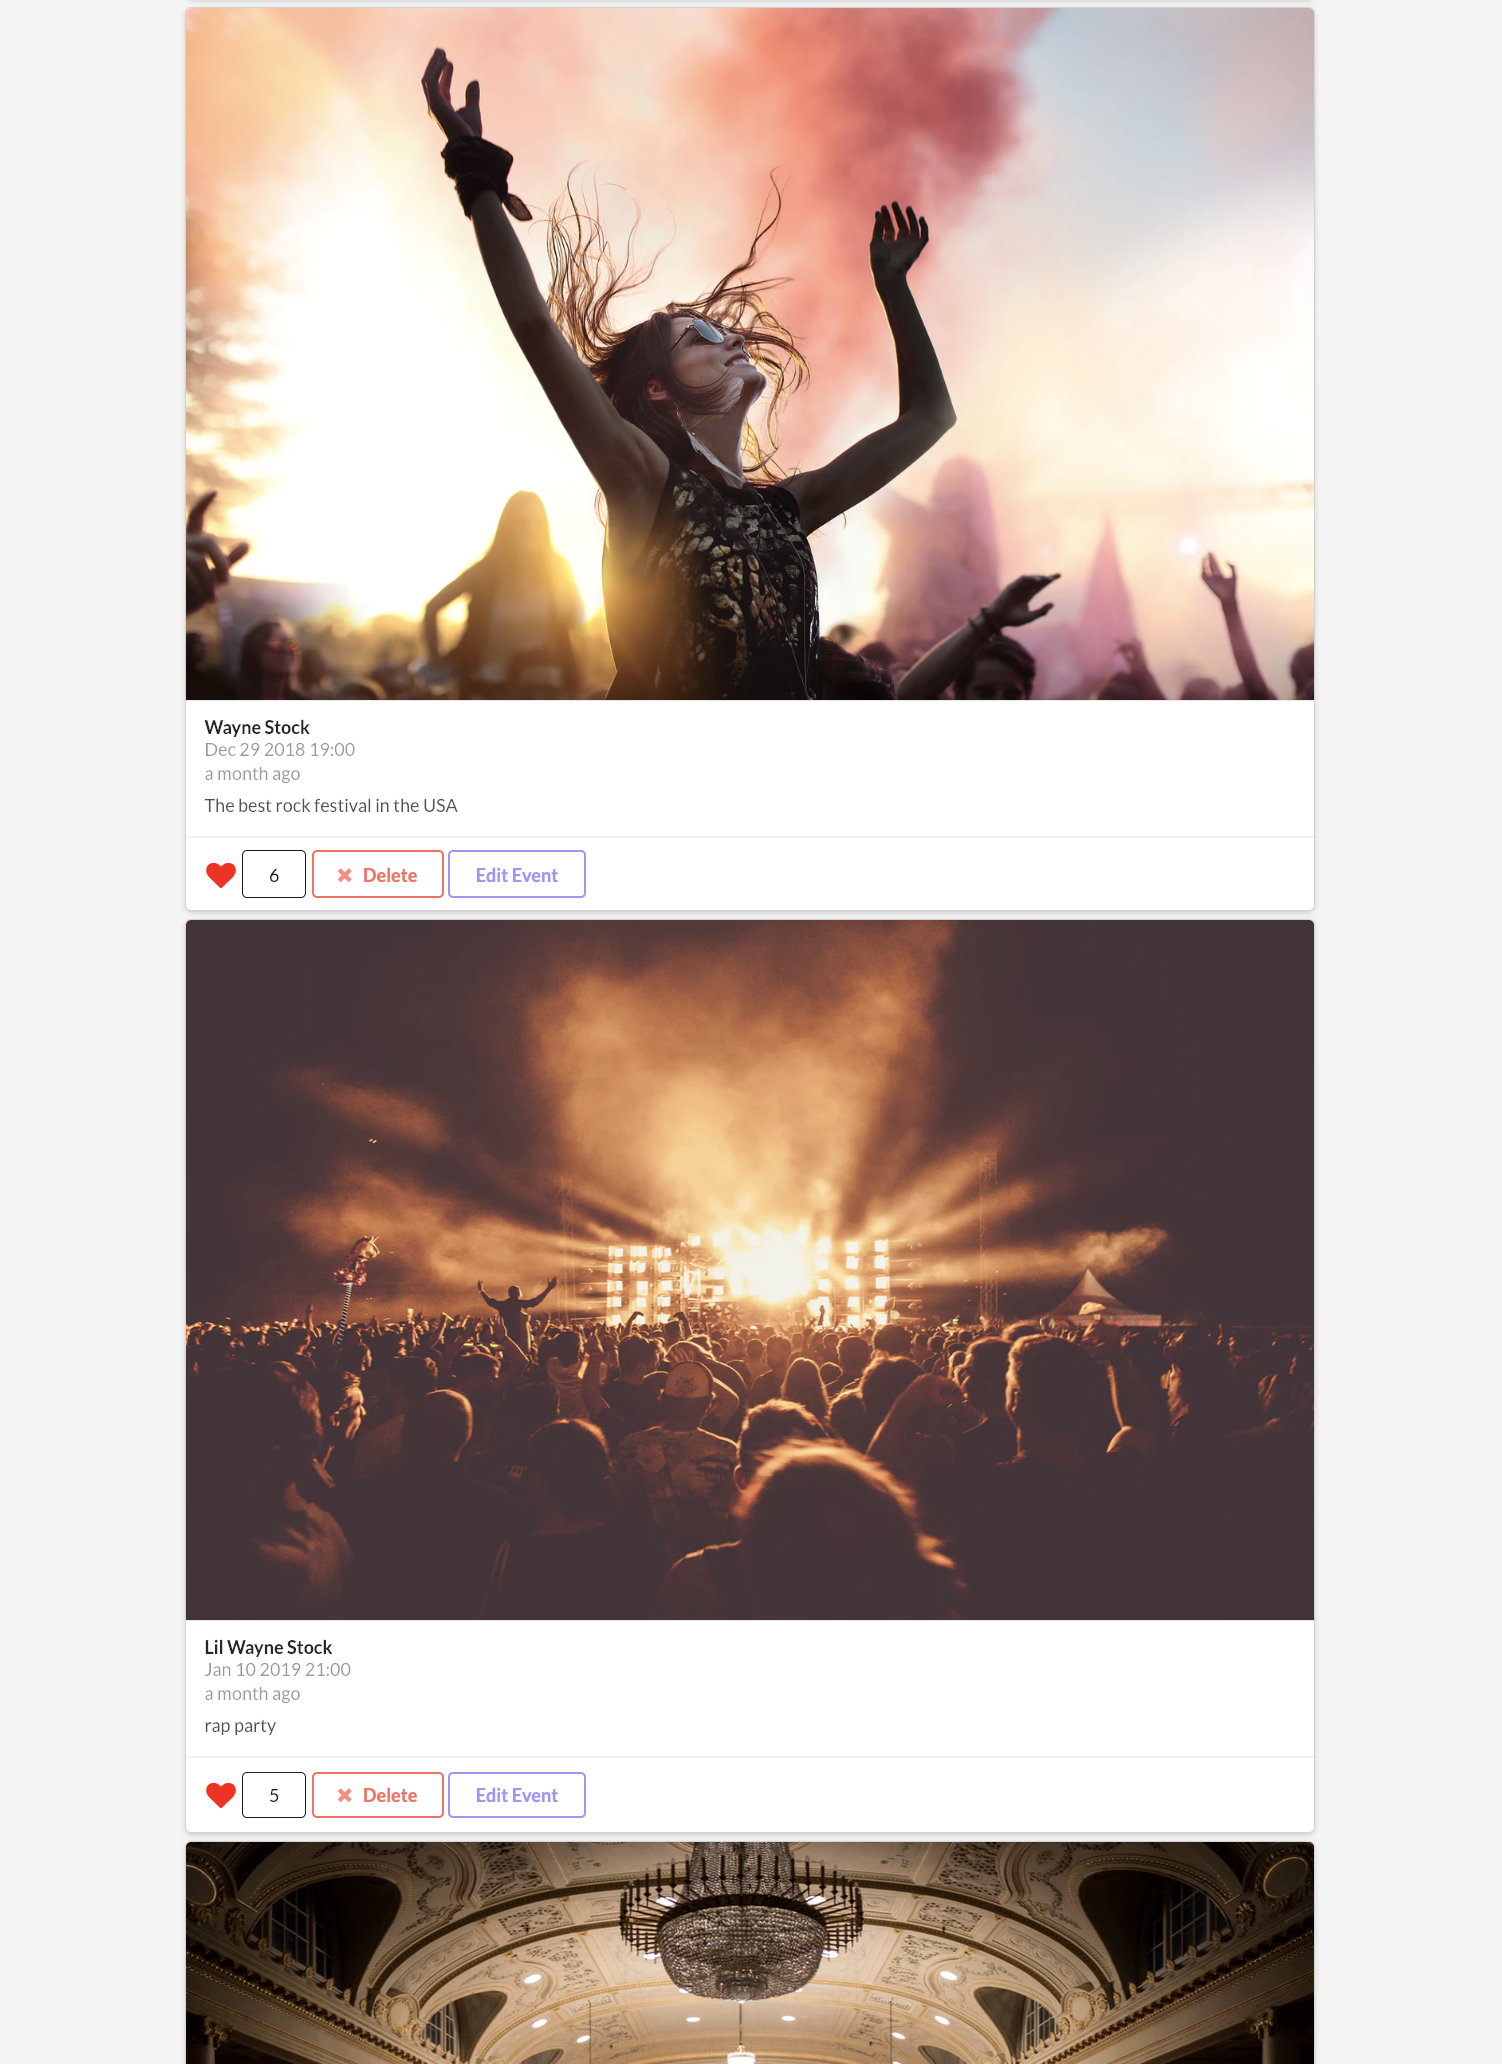 Wayne Stock
Dec 29 2018 19:00
a month ago
The best rock festival in the USA
6
Delete
Edit Event
Lil Wayne Stock
Jan 10 2019 21:00
a month ago
rap party
5
Delete
Edit Event